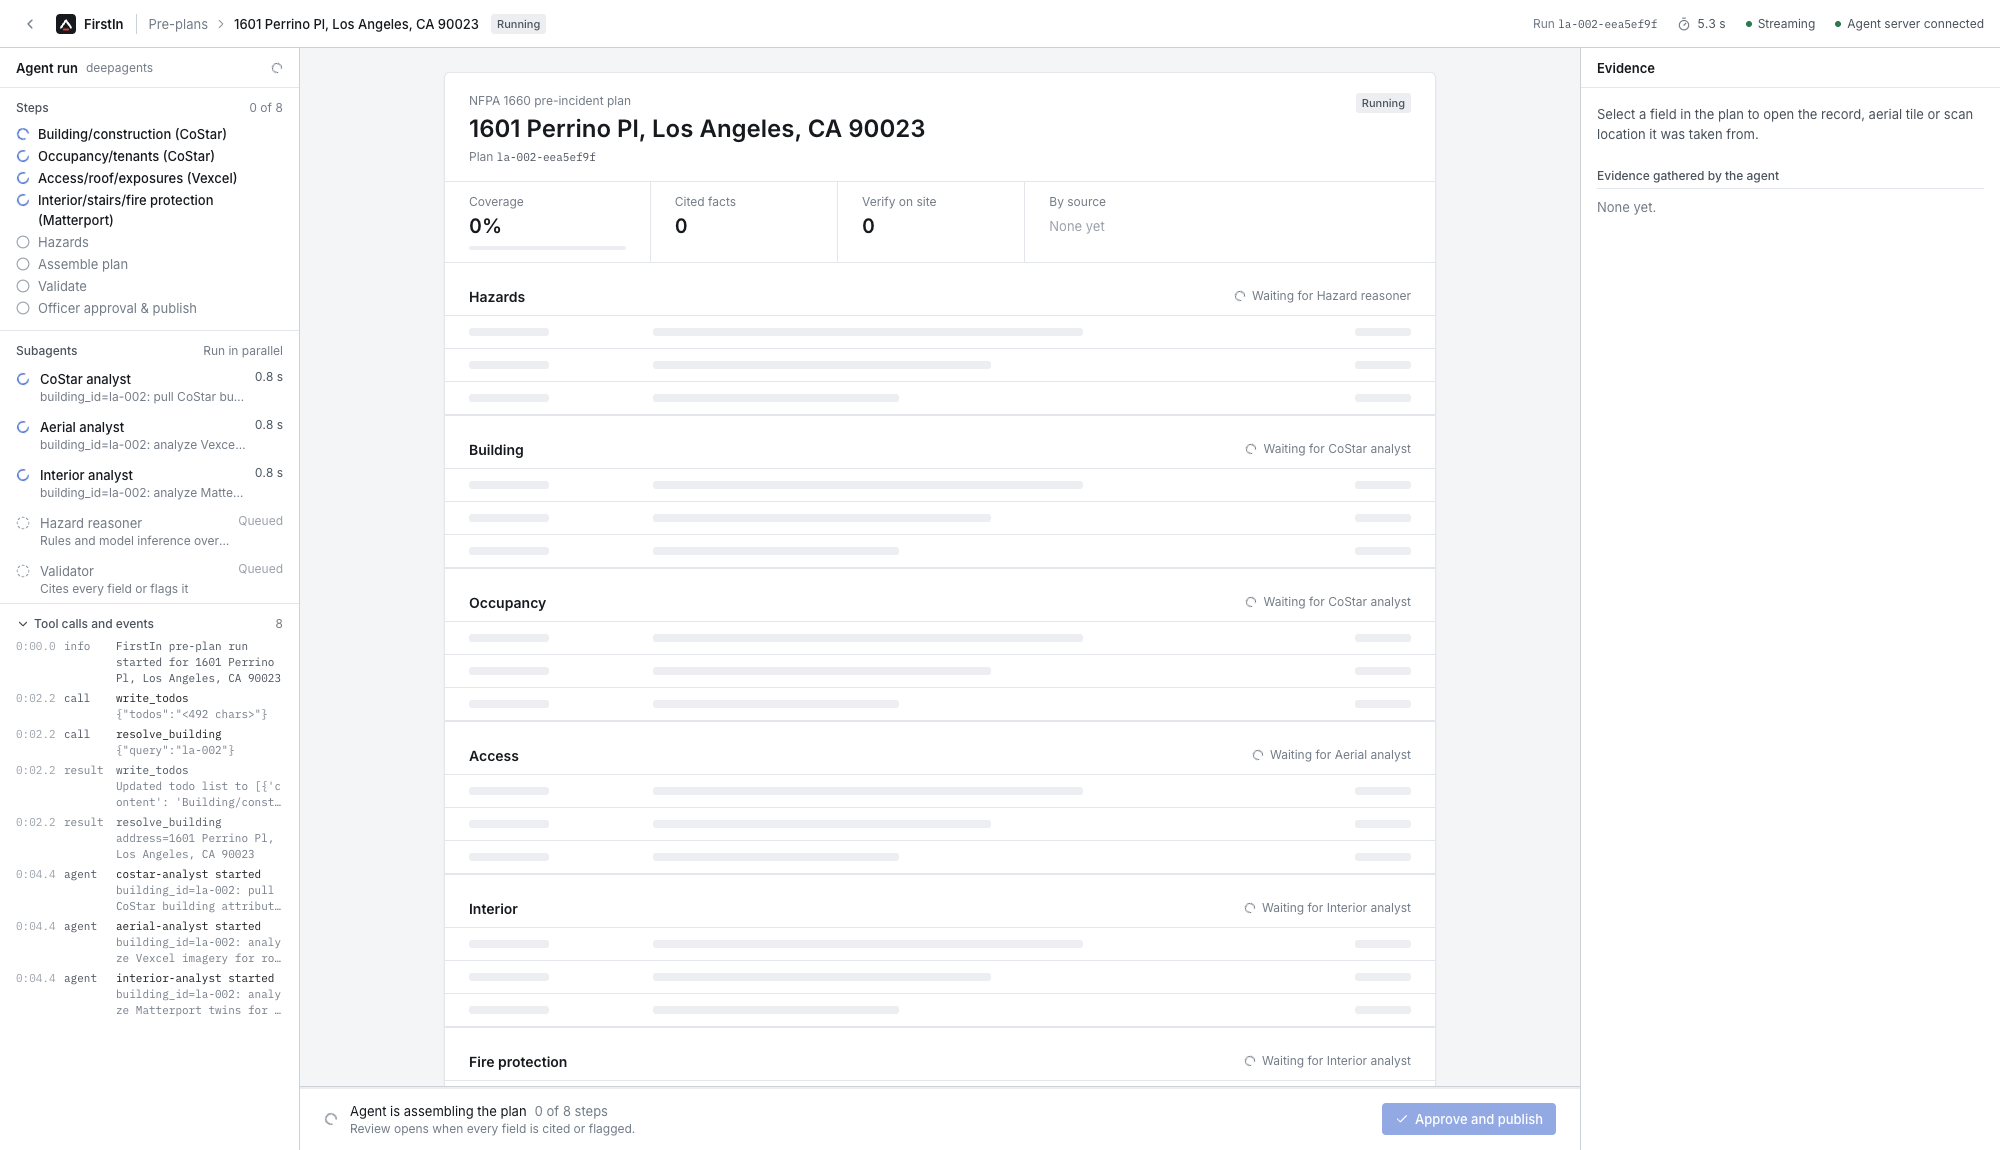 FirstIn
Pre-plans
1601 Perrino Pl, Los Angeles, CA 90023
Running
Run la-002-eea5ef9f
5.3 s
Streaming
Agent server connected
Agent run deepagents
Steps 0 of 8
Building/construction (CoStar)
Occupancy/tenants (CoStar)
Access/roof/exposures (Vexcel)
Interior/stairs/fire protection
(Matterport)
Hazards
Assemble plan
Validate
Officer approval & publish
Subagents Run in parallel
CoStar analyst 0.8 s
building_id=la-002: pull CoStar bu...
Aerial analyst 0.8 s
building_id=la-002: analyze Vexce...
Interior analyst 0.8 s
building_id=la-002: analyze Matte...
Hazard reasoner Queued
Rules and model inference over...
Validator Queued
Cites every field or flags it
Tool calls and events 8
0:00.0 info FirstIn pre-plan run
started for 1601 Perrino
Pl, Los Angeles, CA 90023
0:02.2 call write_todos
{"todos":"<492 chars>"}
0:02.2 call resolve_building
{"query":"la-002"}
0:02.2 result write_todos
Updated todo list to [{'c
ontent': 'Building/const…
0:02.2 result resolve_building
address=1601 Perrino Pl,
Los Angeles, CA 90023
0:04.4 agent costar-analyst started
building_id=la-002: pull
CoStar building attribut…
0:04.4 agent aerial-analyst started
building_id=la-002: analy
ze Vexcel imagery for ro…
0:04.4 agent interior-analyst started
building_id=la-002: analy
ze Matterport twins for …
NFPA 1660 pre-incident plan
Running
1601 Perrino Pl, Los Angeles, CA 90023
Plan la-002-eea5ef9f
Coverage
0%
Cited facts
0
Verify on site
0
By source
None yet
Hazards Waiting for Hazard reasoner
Building Waiting for CoStar analyst
Occupancy Waiting for CoStar analyst
Access Waiting for Aerial analyst
Interior Waiting for Interior analyst
Fire protection Waiting for Interior analyst
Agent is assembling the plan 0 of 8 steps
Review opens when every field is cited or flagged.
Approve and publish
Evidence
Select a field in the plan to open the record, aerial tile or scan
location it was taken from.
Evidence gathered by the agent
None yet.